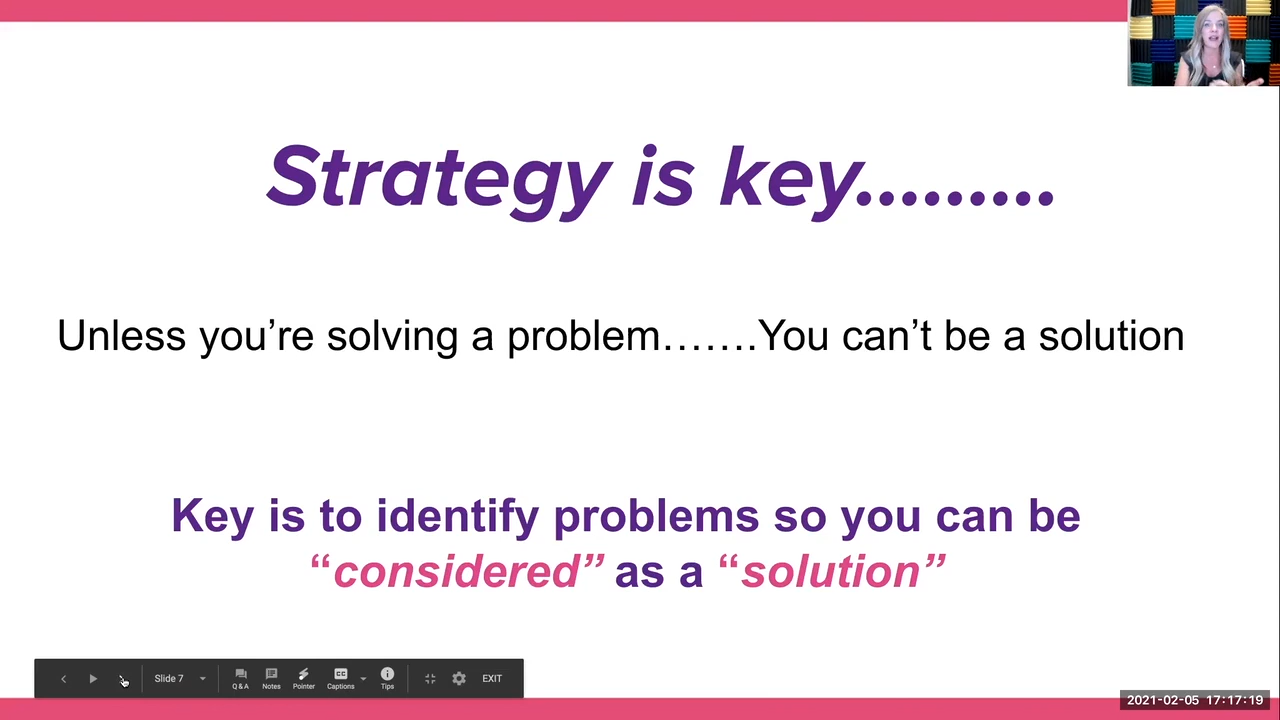 Strategy is key.........
Unless you’re solving a problem.……You can’t be a solution
Key is to identify problems so you can be
“considered” as a “solution”
Slide 7
Q & A
Notes
Pointer
CC
Captions
Tips
EXIT
2021-02-05 17:17:19